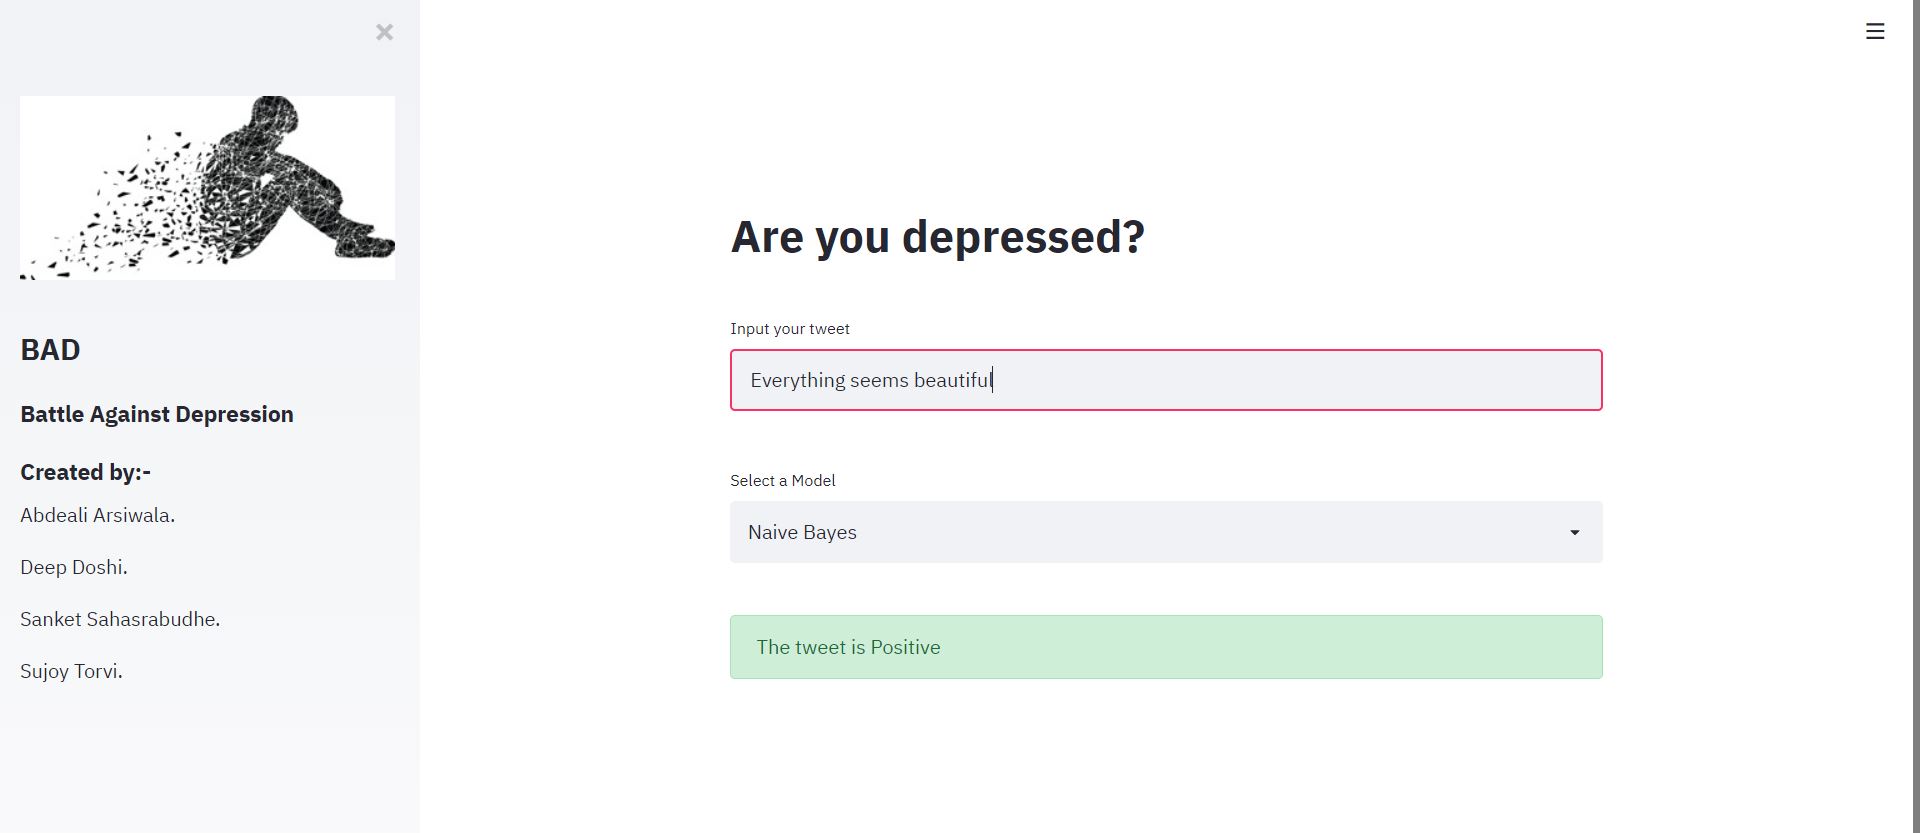 BAD
Battle Against Depression
Created by:-
Abdeali Arsiwala.
Deep Doshi.
Sanket Sahasrabudhe.
Sujoy Torvi.
Are you depressed?
Input your tweet
Everything seems beautiful
Select a Model
Naive Bayes
The tweet is Positive